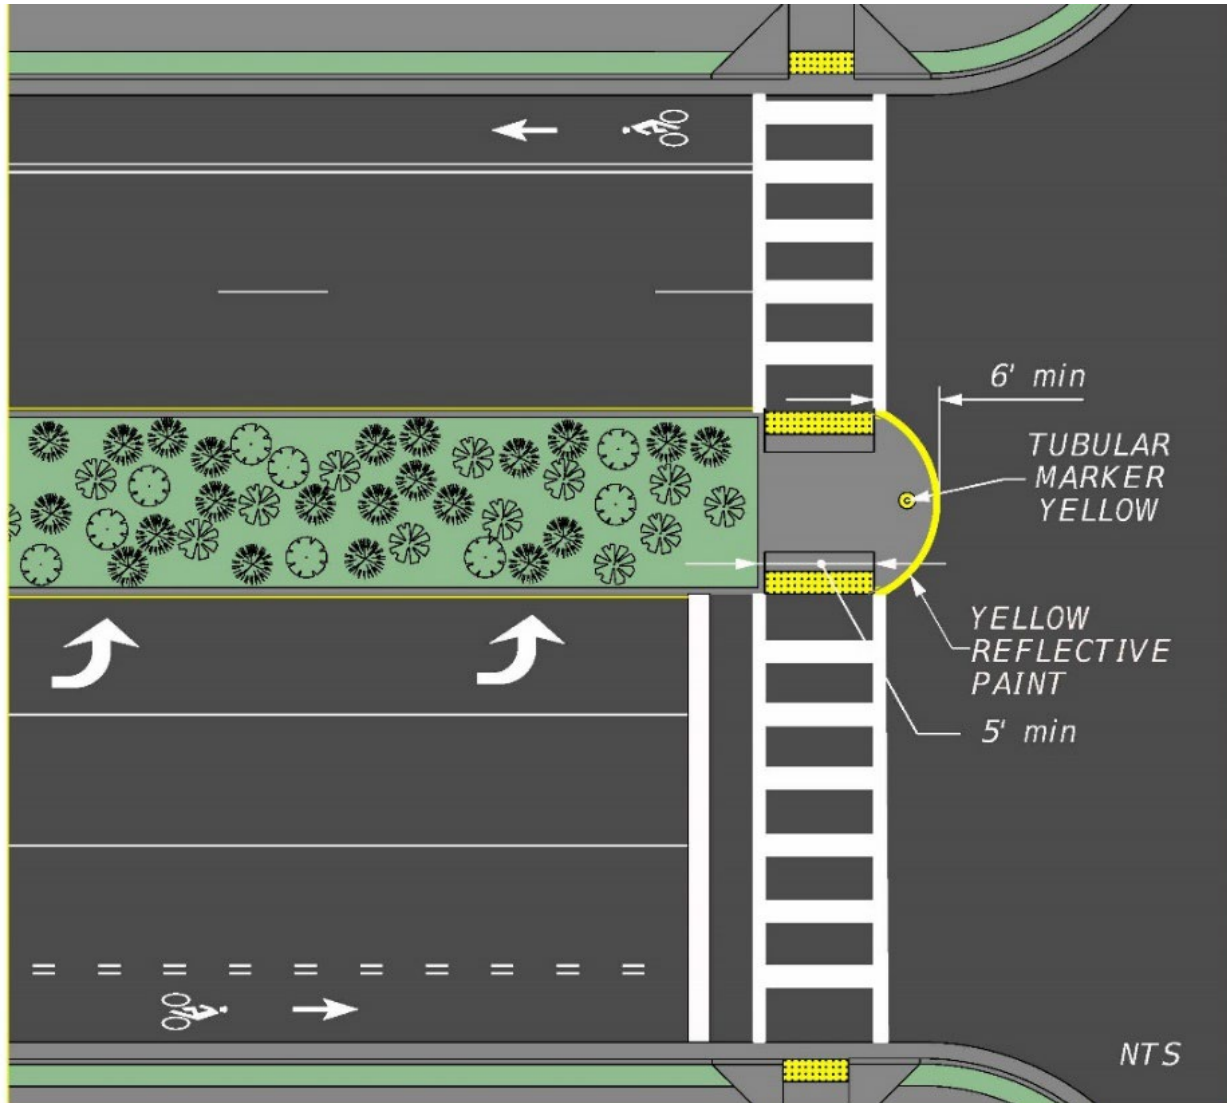 6' min
TUBULAR
MARKER
YELLOW
YELLOW
REFLECTIVE
PAINT
5' min
NTS